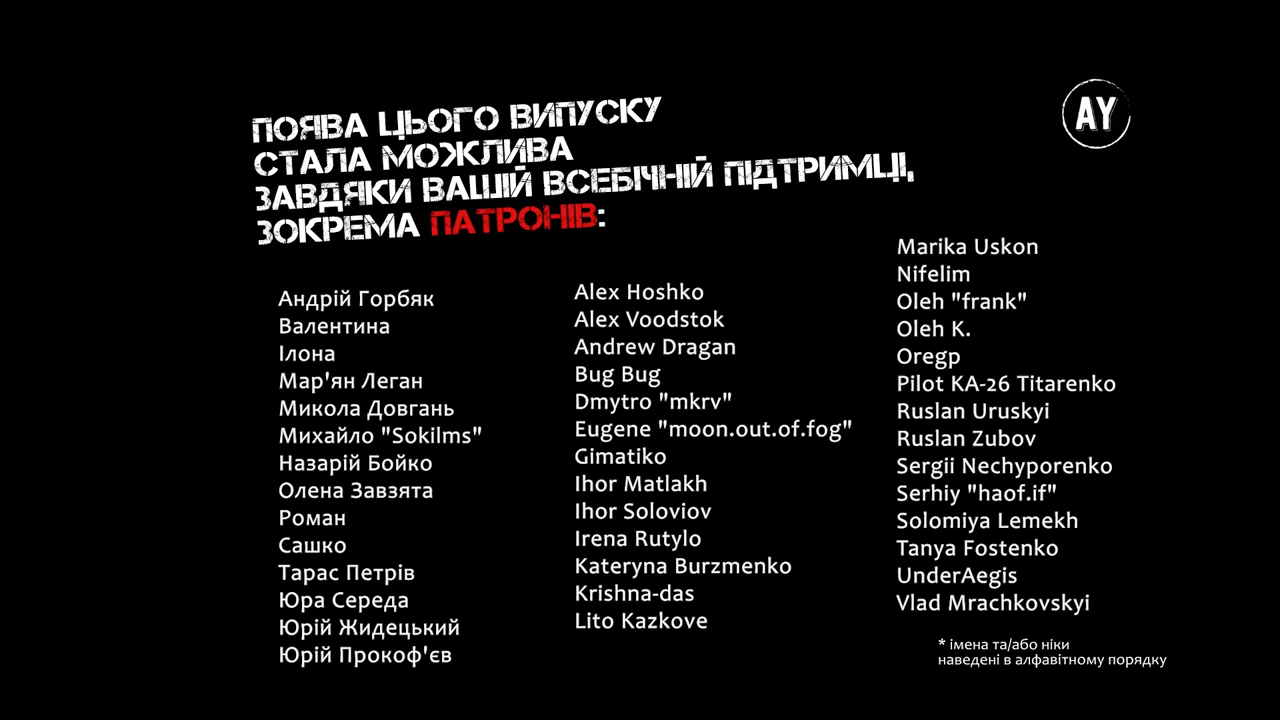 ПОЯВА ЦЬОГО ВИПУСКУ
СТАЛА МОЖЛИВА
ЗАВДЯКИ ВАШІЙ ВСЕБІЧНІЙ ПІДТРИМЦІ,
ЗОКРЕМА ПАТРОНІВ:
AY
Андрій Горбяк
Валентина
Ілона
Мар'ян Леган
Микола Довгань
Михайло "Sokilms"
Назарій Бойко
Олена Завзята
Роман
Сашко
Тарас Петрів
Юра Середа
Юрій Жидецький
Юрій Прокоф'єв
Alex Hoshko
Alex Voodstok
Andrew Dragan
Bug Bug
Dmytro "mkrv"
Eugene "moon.out.of.fog"
Gimatiko
Ihor Matlakh
Ihor Soloviov
Irena Rutylo
Kateryna Burzmenko
Krishna-das
Lito Kazkove
Marika Uskon
Nifelim
Oleh "frank"
Oleh K.
Oregp
Pilot KA-26 Titarenko
Ruslan Uruskyi
Ruslan Zubov
Sergii Nechyporenko
Serhiy "haof.if"
Solomiya Lemekh
Tanya Fostenko
UnderAegis
Vlad Mrachkovskyi
* імена та/або ніки
наведені в алфавітному порядку